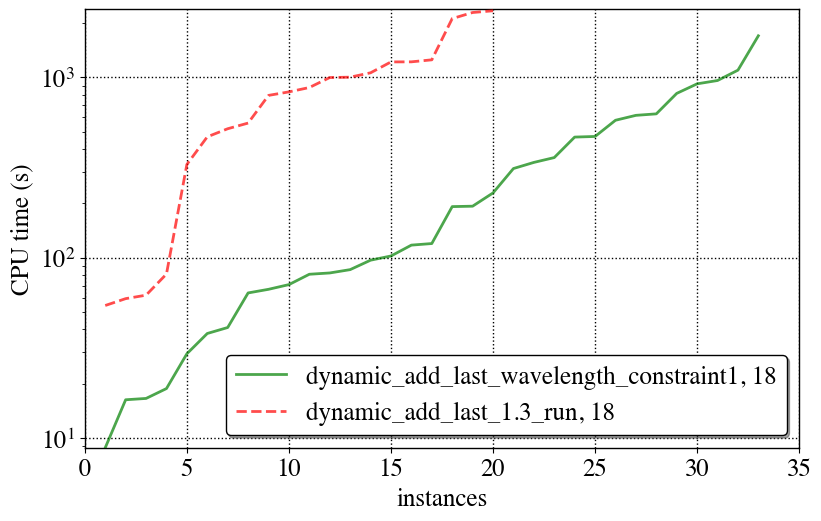 10³
10²
10¹
CPU time (s)
dynamic_add_last_wavelength_constraint1, 18
dynamic_add_last_1.3_run, 18
0 5 10 15 20 25 30 35
instances